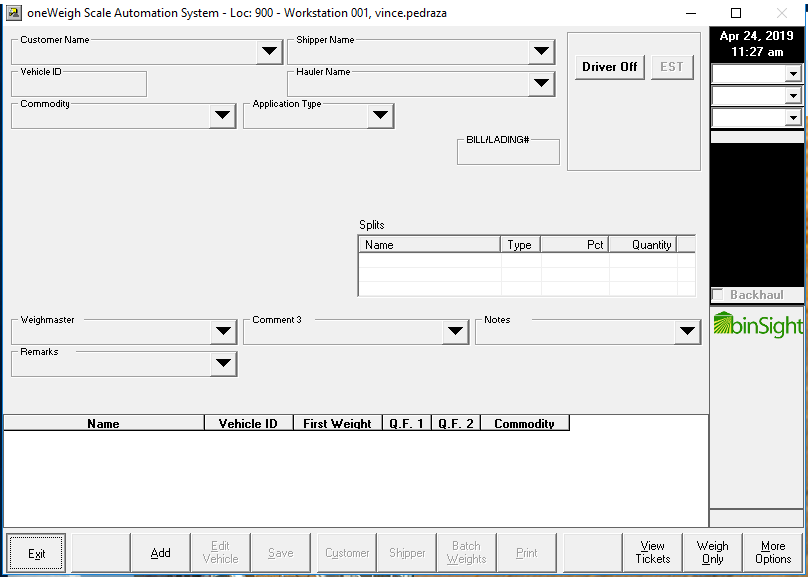 oneWeigh Scale Automation System - Loc: 900 - Workstation 001, vince.pedraza
Customer Name
Shipper Name
Driver Off
EST
Apr 24, 2019
11:27 am
Vehicle ID
Hauler Name
Commodity
Application Type
BILL/LADING#
Splits
Name Type Pct Quantity
Backhaul
binSight
Weighmaster
Comment 3
Notes
Remarks
Name Vehicle ID First Weight Q.F. 1 Q.F. 2 Commodity
Exit
Add
Edit
Vehicle
Save
Customer
Shipper
Batch
Weights
Print
View
Tickets
Weigh
Only
More
Options